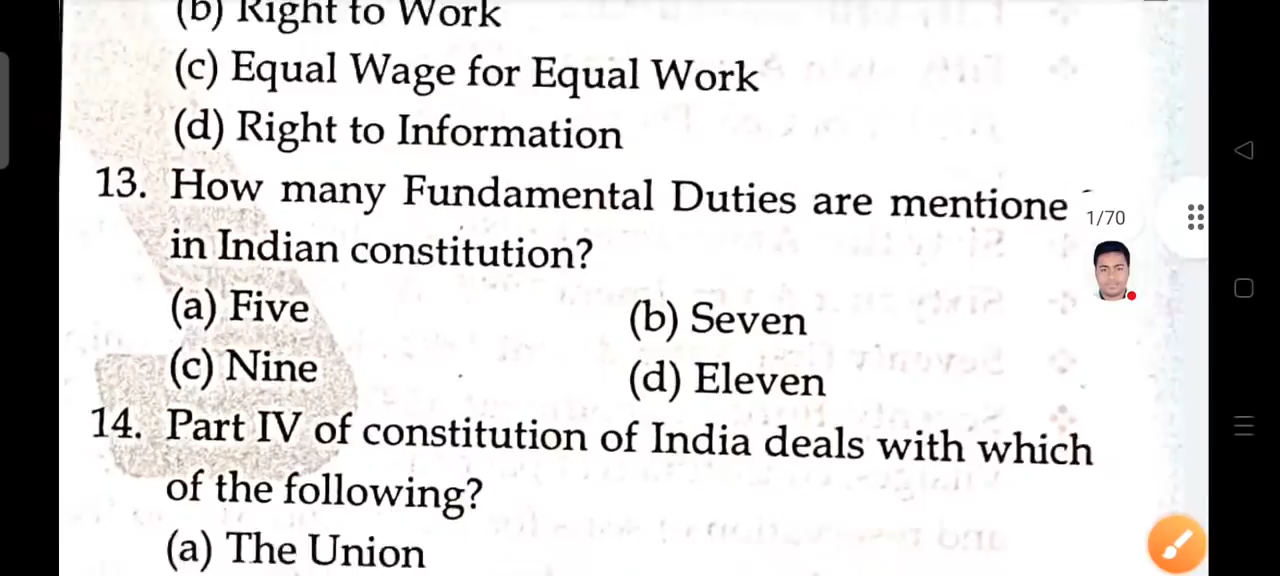 (b) Right to Work
(c) Equal Wage for Equal Work
(d) Right to Information
13. How many Fundamental Duties are mentione
1/70
in Indian constitution?
(a) Five (b) Seven
(c) Nine (d) Eleven
14. Part IV of constitution of India deals with which
of the following?
(a) The Union